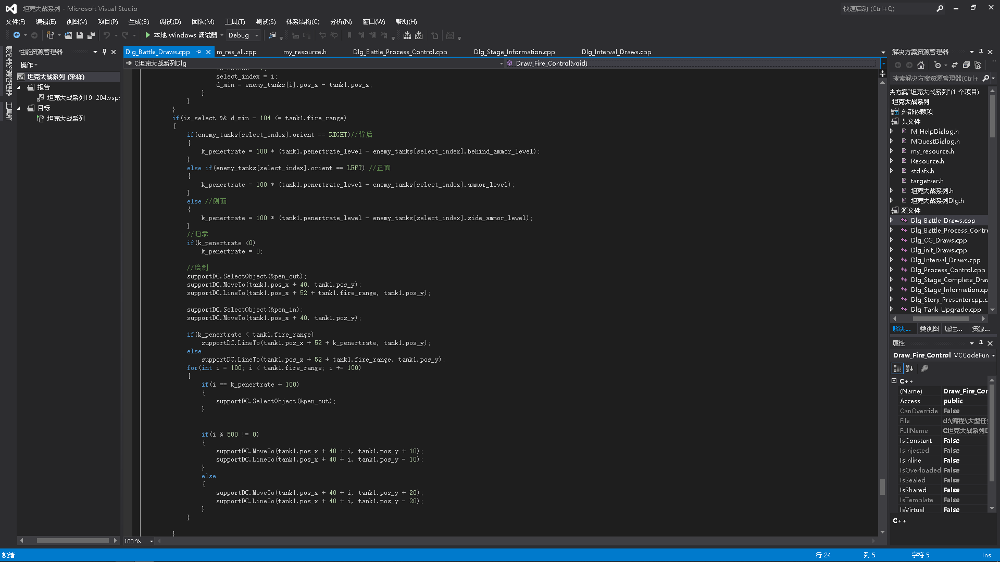 坦克大战系列 - Microsoft Visual Studio
快速启动 (Ctrl+Q)
文件(F) 编辑(E) 视图(V) 项目(P) 生成(B) 调试(D) 团队(M) 工具(T) 测试(S) 体系结构(C) 分析(N) 窗口(W) 帮助(H)
本地 Windows 调试器 Debug
服务器资源管理器
工具箱
性能资源管理器
操作
坦克大战系列 (采样)
报告
坦克大战系列191204.vsp
目标
坦克大战系列
Dlg_Battle_Draws.cpp m_res_all.cpp my_resource.h Dlg_Battle_Process_Control.cpp Dlg_Stage_Information.cpp Dlg_Interval_Draws.cpp
C坦克大战系列Dlg Draw_Fire_Control(void)
select_index = i;
d_min = enemy_tanks[i].pos_x - tank1.pos_x;
}
}
}
if(is_select && d_min - 104 <= tank1.fire_range)
{
if(enemy_tanks[select_index].orient == RIGHT)//背后
{
k_penertrate = 100 * (tank1.penertrate_level - enemy_tanks[select_index].behind_ammor_level);
}
else if(enemy_tanks[select_index].orient == LEFT) //正面
{
k_penertrate = 100 * (tank1.penertrate_level - enemy_tanks[select_index].ammor_level);
}
else //侧面
{
k_penertrate = 100 * (tank1.penertrate_level - enemy_tanks[select_index].side_ammor_level);
}
//归零
if(k_penertrate <0)
k_penertrate = 0;
//绘制
supportDC.SelectObject(&pen_out);
supportDC.MoveTo(tank1.pos_x + 40, tank1.pos_y);
supportDC.LineTo(tank1.pos_x + 52 + tank1.fire_range, tank1.pos_y);
supportDC.SelectObject(&pen_in);
supportDC.MoveTo(tank1.pos_x + 40, tank1.pos_y);
if(k_penertrate < tank1.fire_range)
supportDC.LineTo(tank1.pos_x + 52 + k_penertrate, tank1.pos_y);
else
supportDC.LineTo(tank1.pos_x + 52 + tank1.fire_range, tank1.pos_y);
for(int i = 100; i < tank1.fire_range; i += 100)
{
if(i == k_penertrate + 100)
{
supportDC.SelectObject(&pen_out);
}
if(i % 500 != 0)
{
supportDC.MoveTo(tank1.pos_x + 40 + i, tank1.pos_y + 10);
supportDC.LineTo(tank1.pos_x + 40 + i, tank1.pos_y - 10);
}
else
{
supportDC.MoveTo(tank1.pos_x + 40 + i, tank1.pos_y + 20);
supportDC.LineTo(tank1.pos_x + 40 + i, tank1.pos_y - 20);
}
}
}
100 %
解决方案资源管理器
搜索解决方案资源管理器(Ctrl+
决方案"坦克大战系列"(1 个项目)
坦克大战系列
外部依赖项
头文件
M_HelpDialog.h
MQuestDialog.h
my_resource.h
Resource.h
stdafx.h
targetver.h
坦克大战系列.h
坦克大战系列Dlg.h
源文件
Dlg_Battle_Draws.cpp
Dlg_Battle_Process_Contro
Dlg_CG_Draws.cpp
Dlg_init_Draws.cpp
Dlg_Interval_Draws.cpp
Dlg_Process_Control.cpp
Dlg_Stage_Complete_Draw
Dlg_Stage_Information.cp
Dlg_Story_Presentorcpp.c
Dlg_Tank_Upgrade.cpp
解决... 类视图 属性... 资源...
属性
Draw_Fire_Control VCCodeFun
C++
(Name) Draw_Fire_Cor
Access public
CanOverride False
File d:\编程\大型任
FullName C坦克大战系列D
IsConstant False
IsInjected False
IsInline False
IsOverloaded False
IsSealed False
IsShared False
IsTemplate False
IsVirtual False
C++
就绪 行 24 列 5 字符 5 Ins